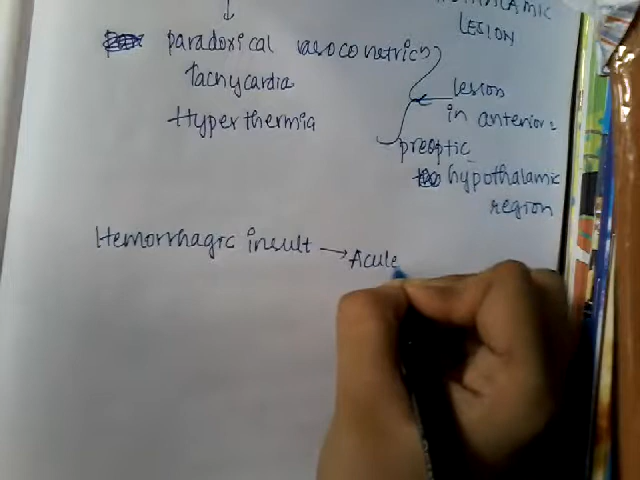 LESION
paradoxical vasoconstriction
Tachycardia
Hyperthermia
lesion
in anterior &
preoptic
hypothalamic
region
Hemorrhagic insult → Acute